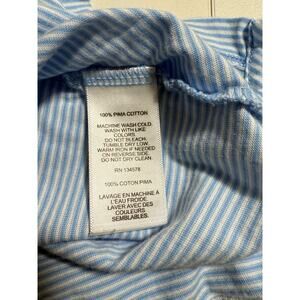 100% PIMA COTTON
MACHINE WASH COLD.
WASH WITH LIKE
COLORS.
DO NOT BLEACH.
TUMBLE DRY LOW.
WARM IRON IF NEEDED
ON REVERSE SIDE.
DO NOT DRY CLEAN.
RN 134578
100% COTON PIMA
LAVAGE EN MACHINE À
L'EAU FROIDE.
LAVER AVEC DES
COULEURS
SEMBLABLES.